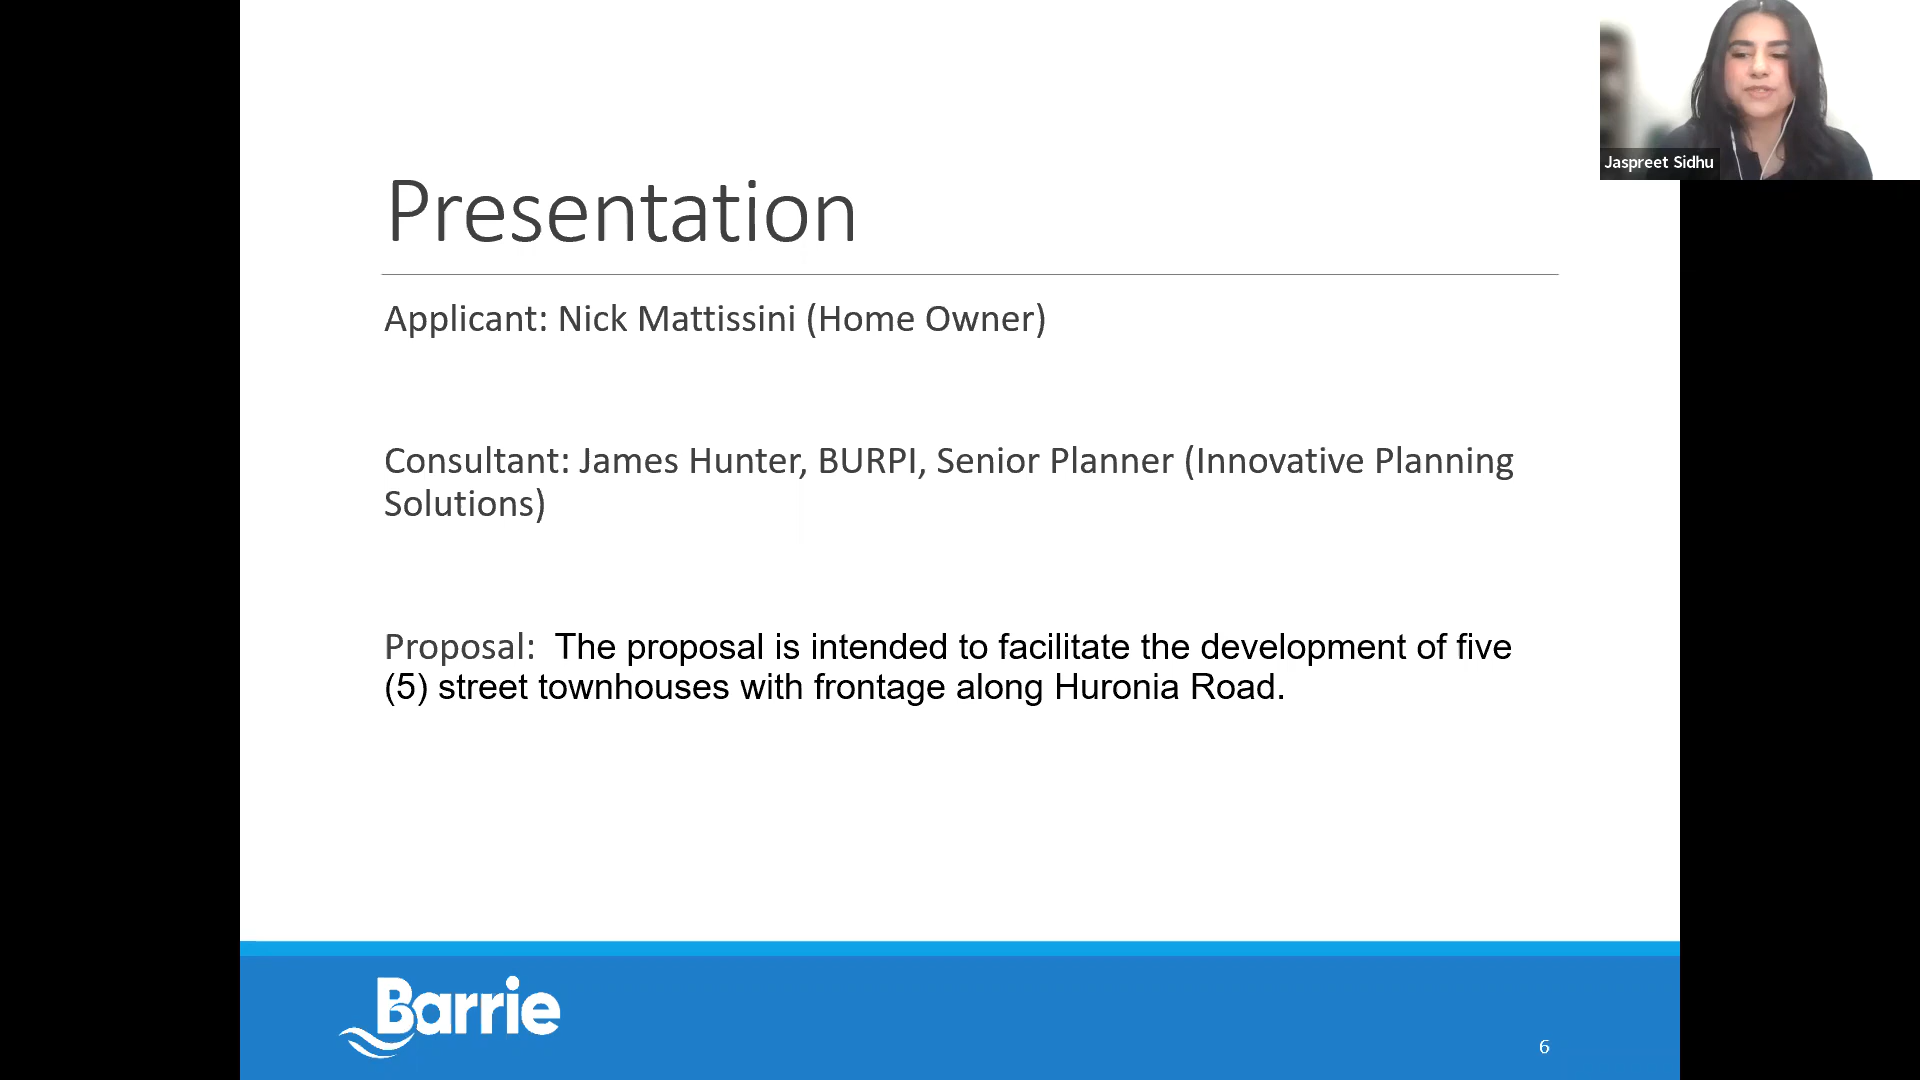 Jaspreet Sidhu
Presentation
Applicant: Nick Mattissini (Home Owner)
Consultant: James Hunter, BURPI, Senior Planner (Innovative Planning
Solutions)
Proposal: The proposal is intended to facilitate the development of five
(5) street townhouses with frontage along Huronia Road.
Barrie
6